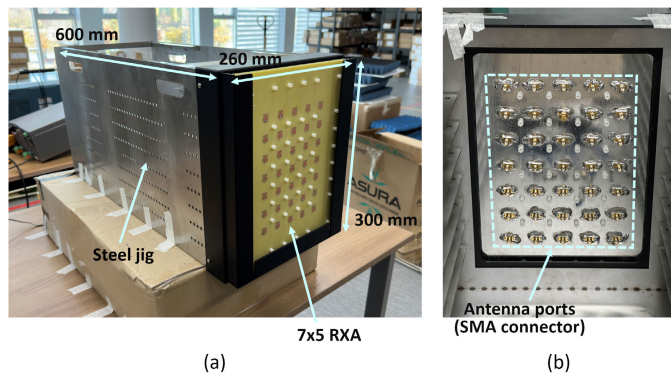 600 mm
260 mm
300 mm
Steel jig
7x5 RXA
ASURA
Antenna ports
(SMA connector)
(a)
(b)